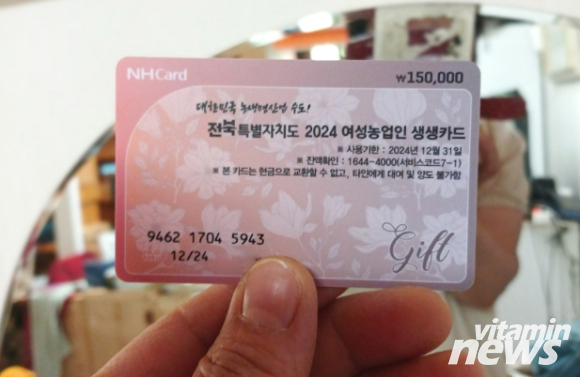 NHCard
₩150,000
대한민국 농생명산업 수도!
전북특별자치도 2024 여성농업인 생생카드
※ 사용기한 : 2024년 12월 31일
※ 잔액확인 : 1644-4000(서비스코드7-1)
※ 본 카드는 현금으로 교환할 수 없고, 타인에게 대여 및 양도 불가함
9462 1704 5943
12/24
Gift
vitamin
news